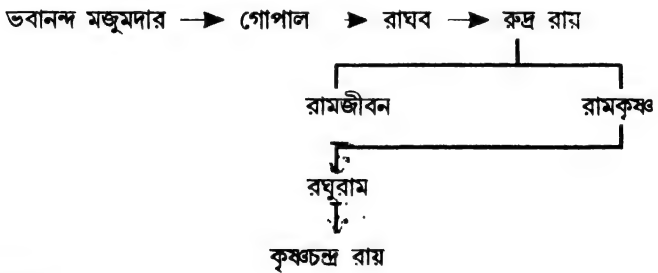 ভবানন্দ মজুমদার → গোপাল → রাঘব → রুদ্র রায়
রামজীবন রামকৃষ্ণ
রঘুরাম
কৃষ্ণচন্দ্র রায়